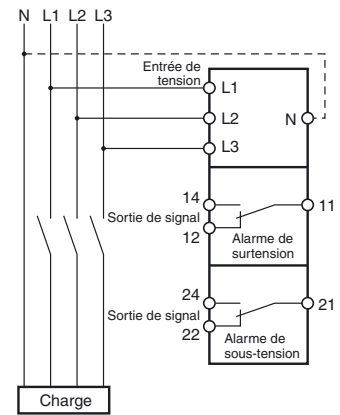 N L1 L2 L3
Entrée de
tension
L1
L2
N
L3
14
11
Sortie de signal
12
Alarme de
surtension
24
21
Sortie de signal
22
Alarme de
sous-tension
Charge